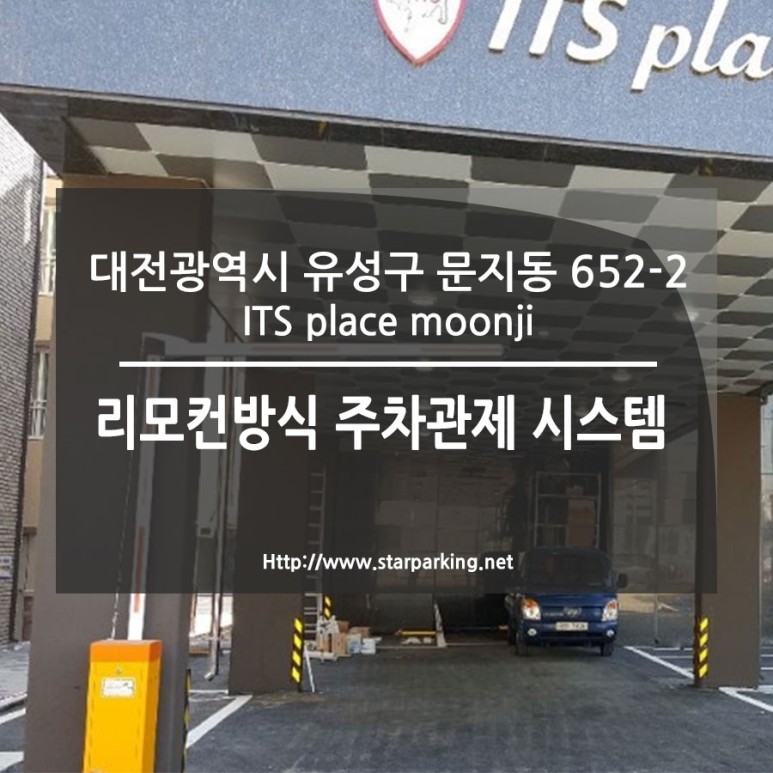 ITS pla
대전광역시 유성구 문지동 652-2
ITS place moonji
리모컨방식 주차관제 시스템
Http://www.starparking.net